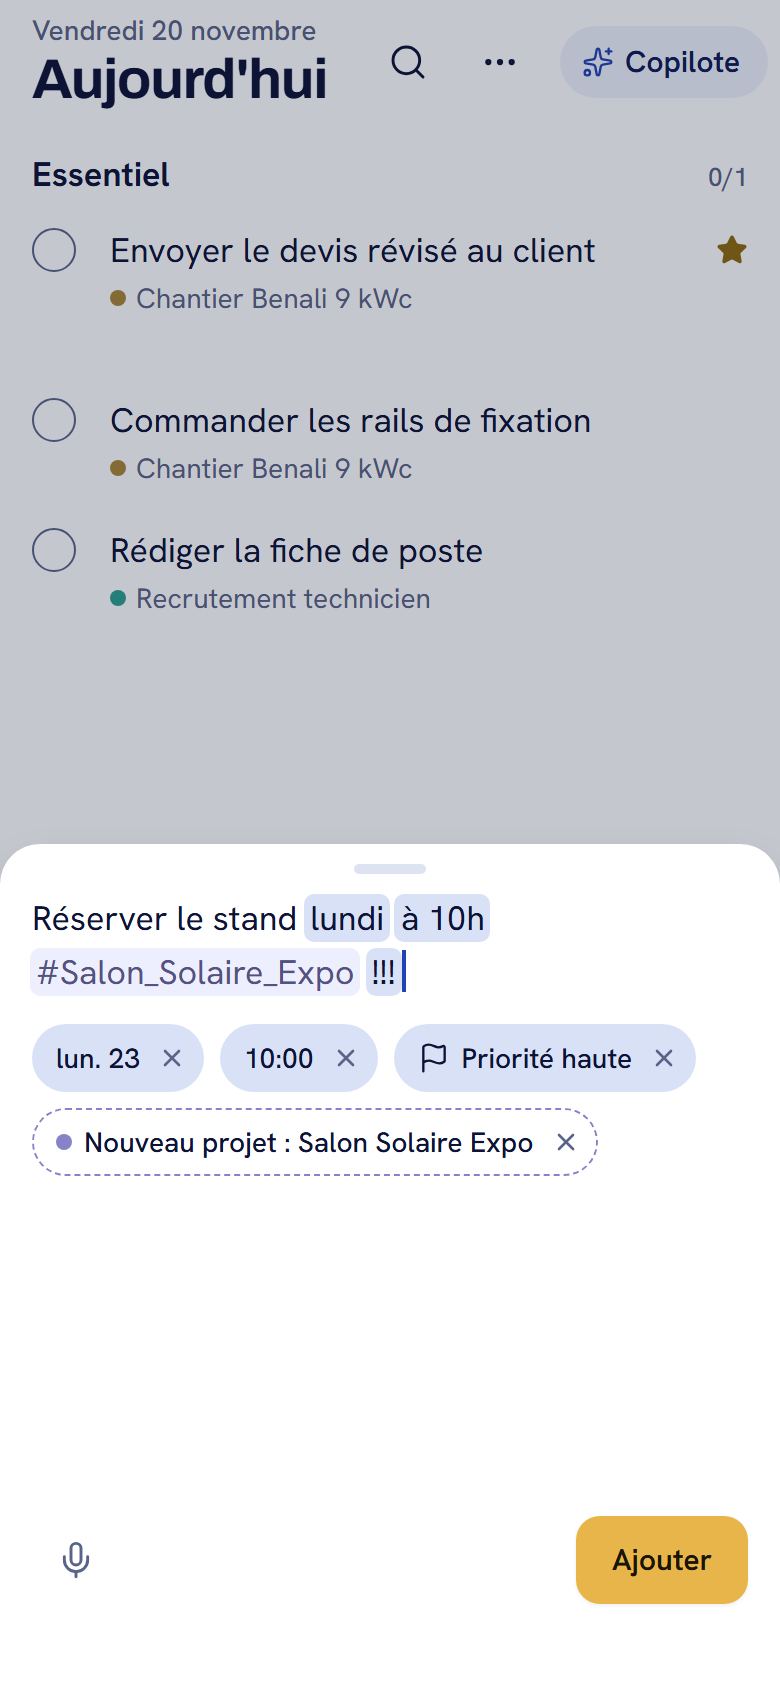 Vendredi 20 novembre
Aujourd'hui
Copilote
Essentiel
0/1
Envoyer le devis révisé au client
Chantier Benali 9 kWc
Commander les rails de fixation
Chantier Benali 9 kWc
Rédiger la fiche de poste
Recrutement technicien
Réserver le stand lundi à 10h
#Salon_Solaire_Expo !!!
lun. 23
10:00
Priorité haute
Nouveau projet : Salon Solaire Expo
Ajouter